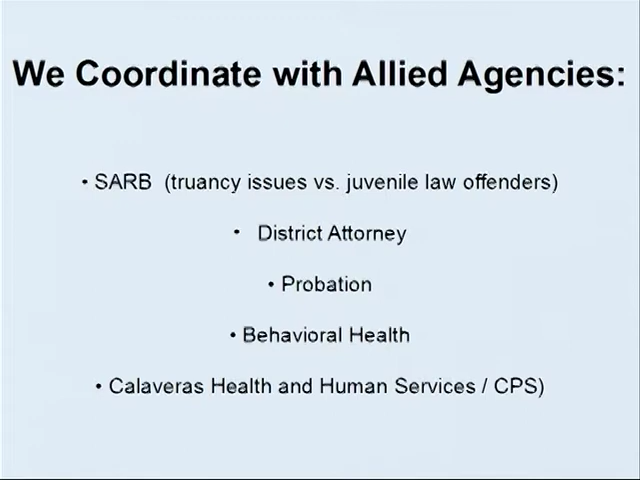 We Coordinate with Allied Agencies:
• SARB (truancy issues vs. juvenile law offenders)
• District Attorney
• Probation
• Behavioral Health
• Calaveras Health and Human Services / CPS)